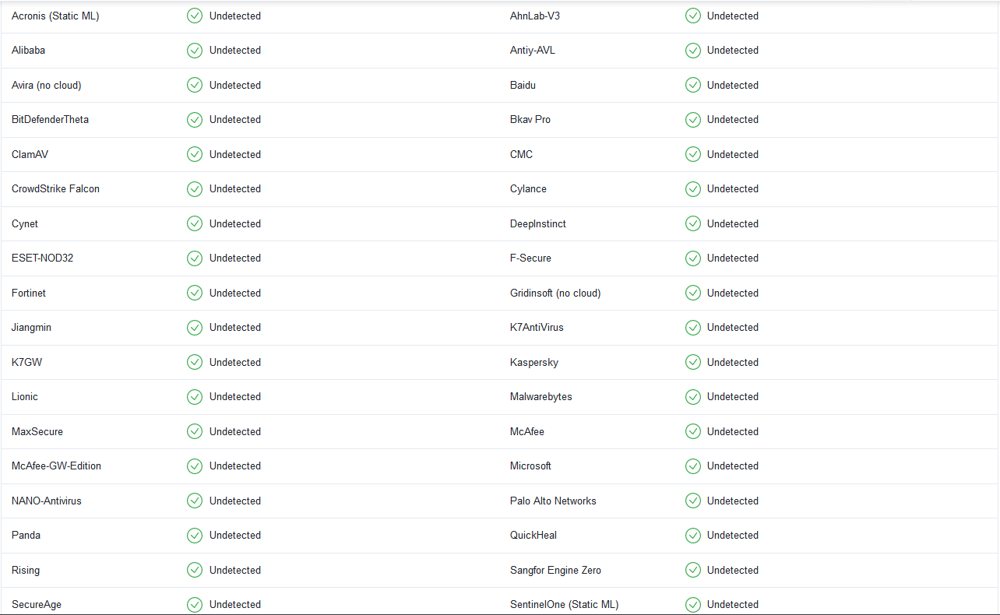 Acronis (Static ML) Undetected AhnLab-V3 Undetected
Alibaba Undetected Antiy-AVL Undetected
Avira (no cloud) Undetected Baidu Undetected
BitDefenderTheta Undetected Bkav Pro Undetected
ClamAV Undetected CMC Undetected
CrowdStrike Falcon Undetected Cylance Undetected
Cynet Undetected DeepInstinct Undetected
ESET-NOD32 Undetected F-Secure Undetected
Fortinet Undetected Gridinsoft (no cloud) Undetected
Jiangmin Undetected K7AntiVirus Undetected
K7GW Undetected Kaspersky Undetected
Lionic Undetected Malwarebytes Undetected
MaxSecure Undetected McAfee Undetected
McAfee-GW-Edition Undetected Microsoft Undetected
NANO-Antivirus Undetected Palo Alto Networks Undetected
Panda Undetected QuickHeal Undetected
Rising Undetected Sangfor Engine Zero Undetected
SecureAge Undetected SentinelOne (Static ML) Undetected